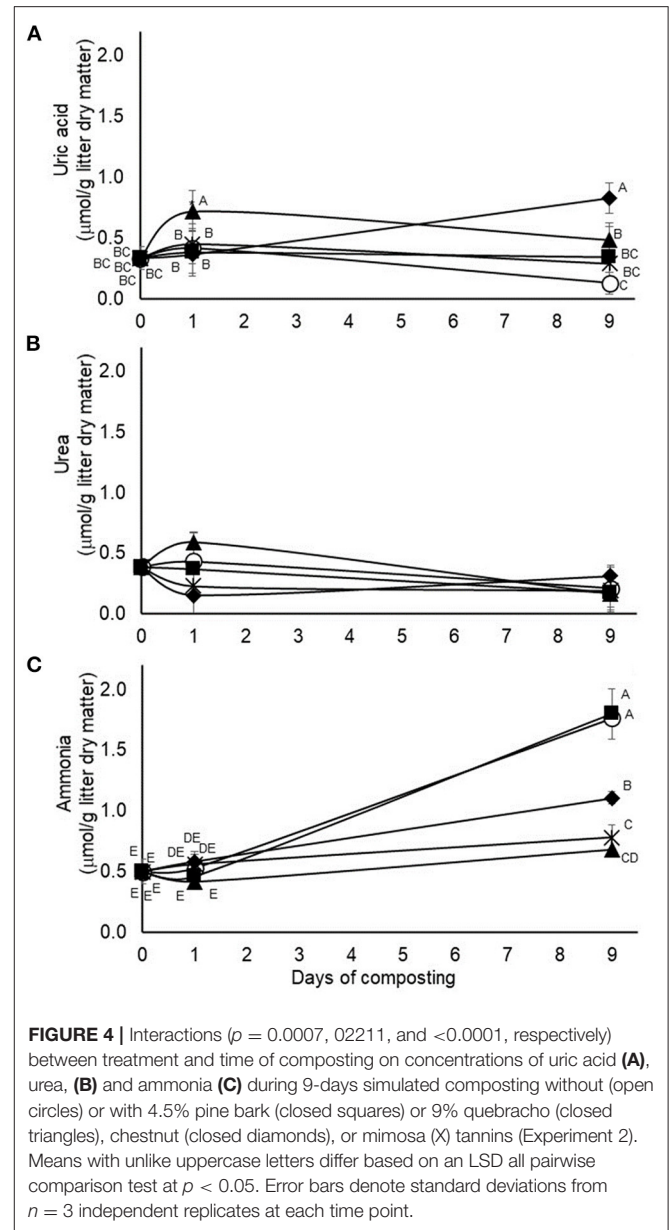 A
Uric acid
(µmol/g litter dry matter)
2.0
1.5
1.0
0.5
0.0
BC
BC
BC
BC
BC
A
B
B
B
B
A
B
BC
BC
C
0 1 2 3 4 5 6 7 8 9
B
Urea
(µmol/g litter dry matter)
2.0
1.5
1.0
0.5
0.0
0 1 2 3 4 5 6 7 8 9
C
Ammonia
(µmol/g litter dry matter)
2.0
1.5
1.0
0.5
0.0
E
E
E
E
E
DE
DE
DE
E
E
A
A
B
C
CD
0 1 2 3 4 5 6 7 8 9
Days of composting
FIGURE 4 | Interactions (p = 0.0007, 02211, and <0.0001, respectively)
between treatment and time of composting on concentrations of uric acid (A),
urea, (B) and ammonia (C) during 9-days simulated composting without (open
circles) or with 4.5% pine bark (closed squares) or 9% quebracho (closed
triangles), chestnut (closed diamonds), or mimosa (X) tannins (Experiment 2).
Means with unlike uppercase letters differ based on an LSD all pairwise
comparison test at p < 0.05. Error bars denote standard deviations from
n = 3 independent replicates at each time point.